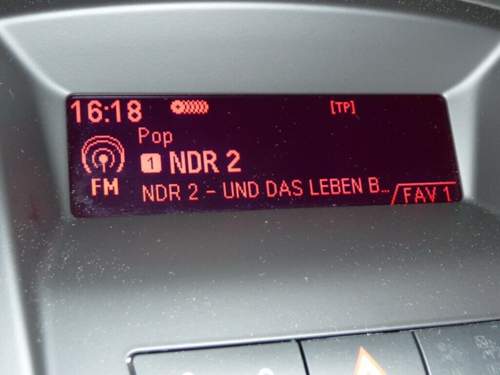 16:18 [TP]
Pop
1 NDR 2
FM
NDR 2 - UND DAS LEBEN B...
FAV 1